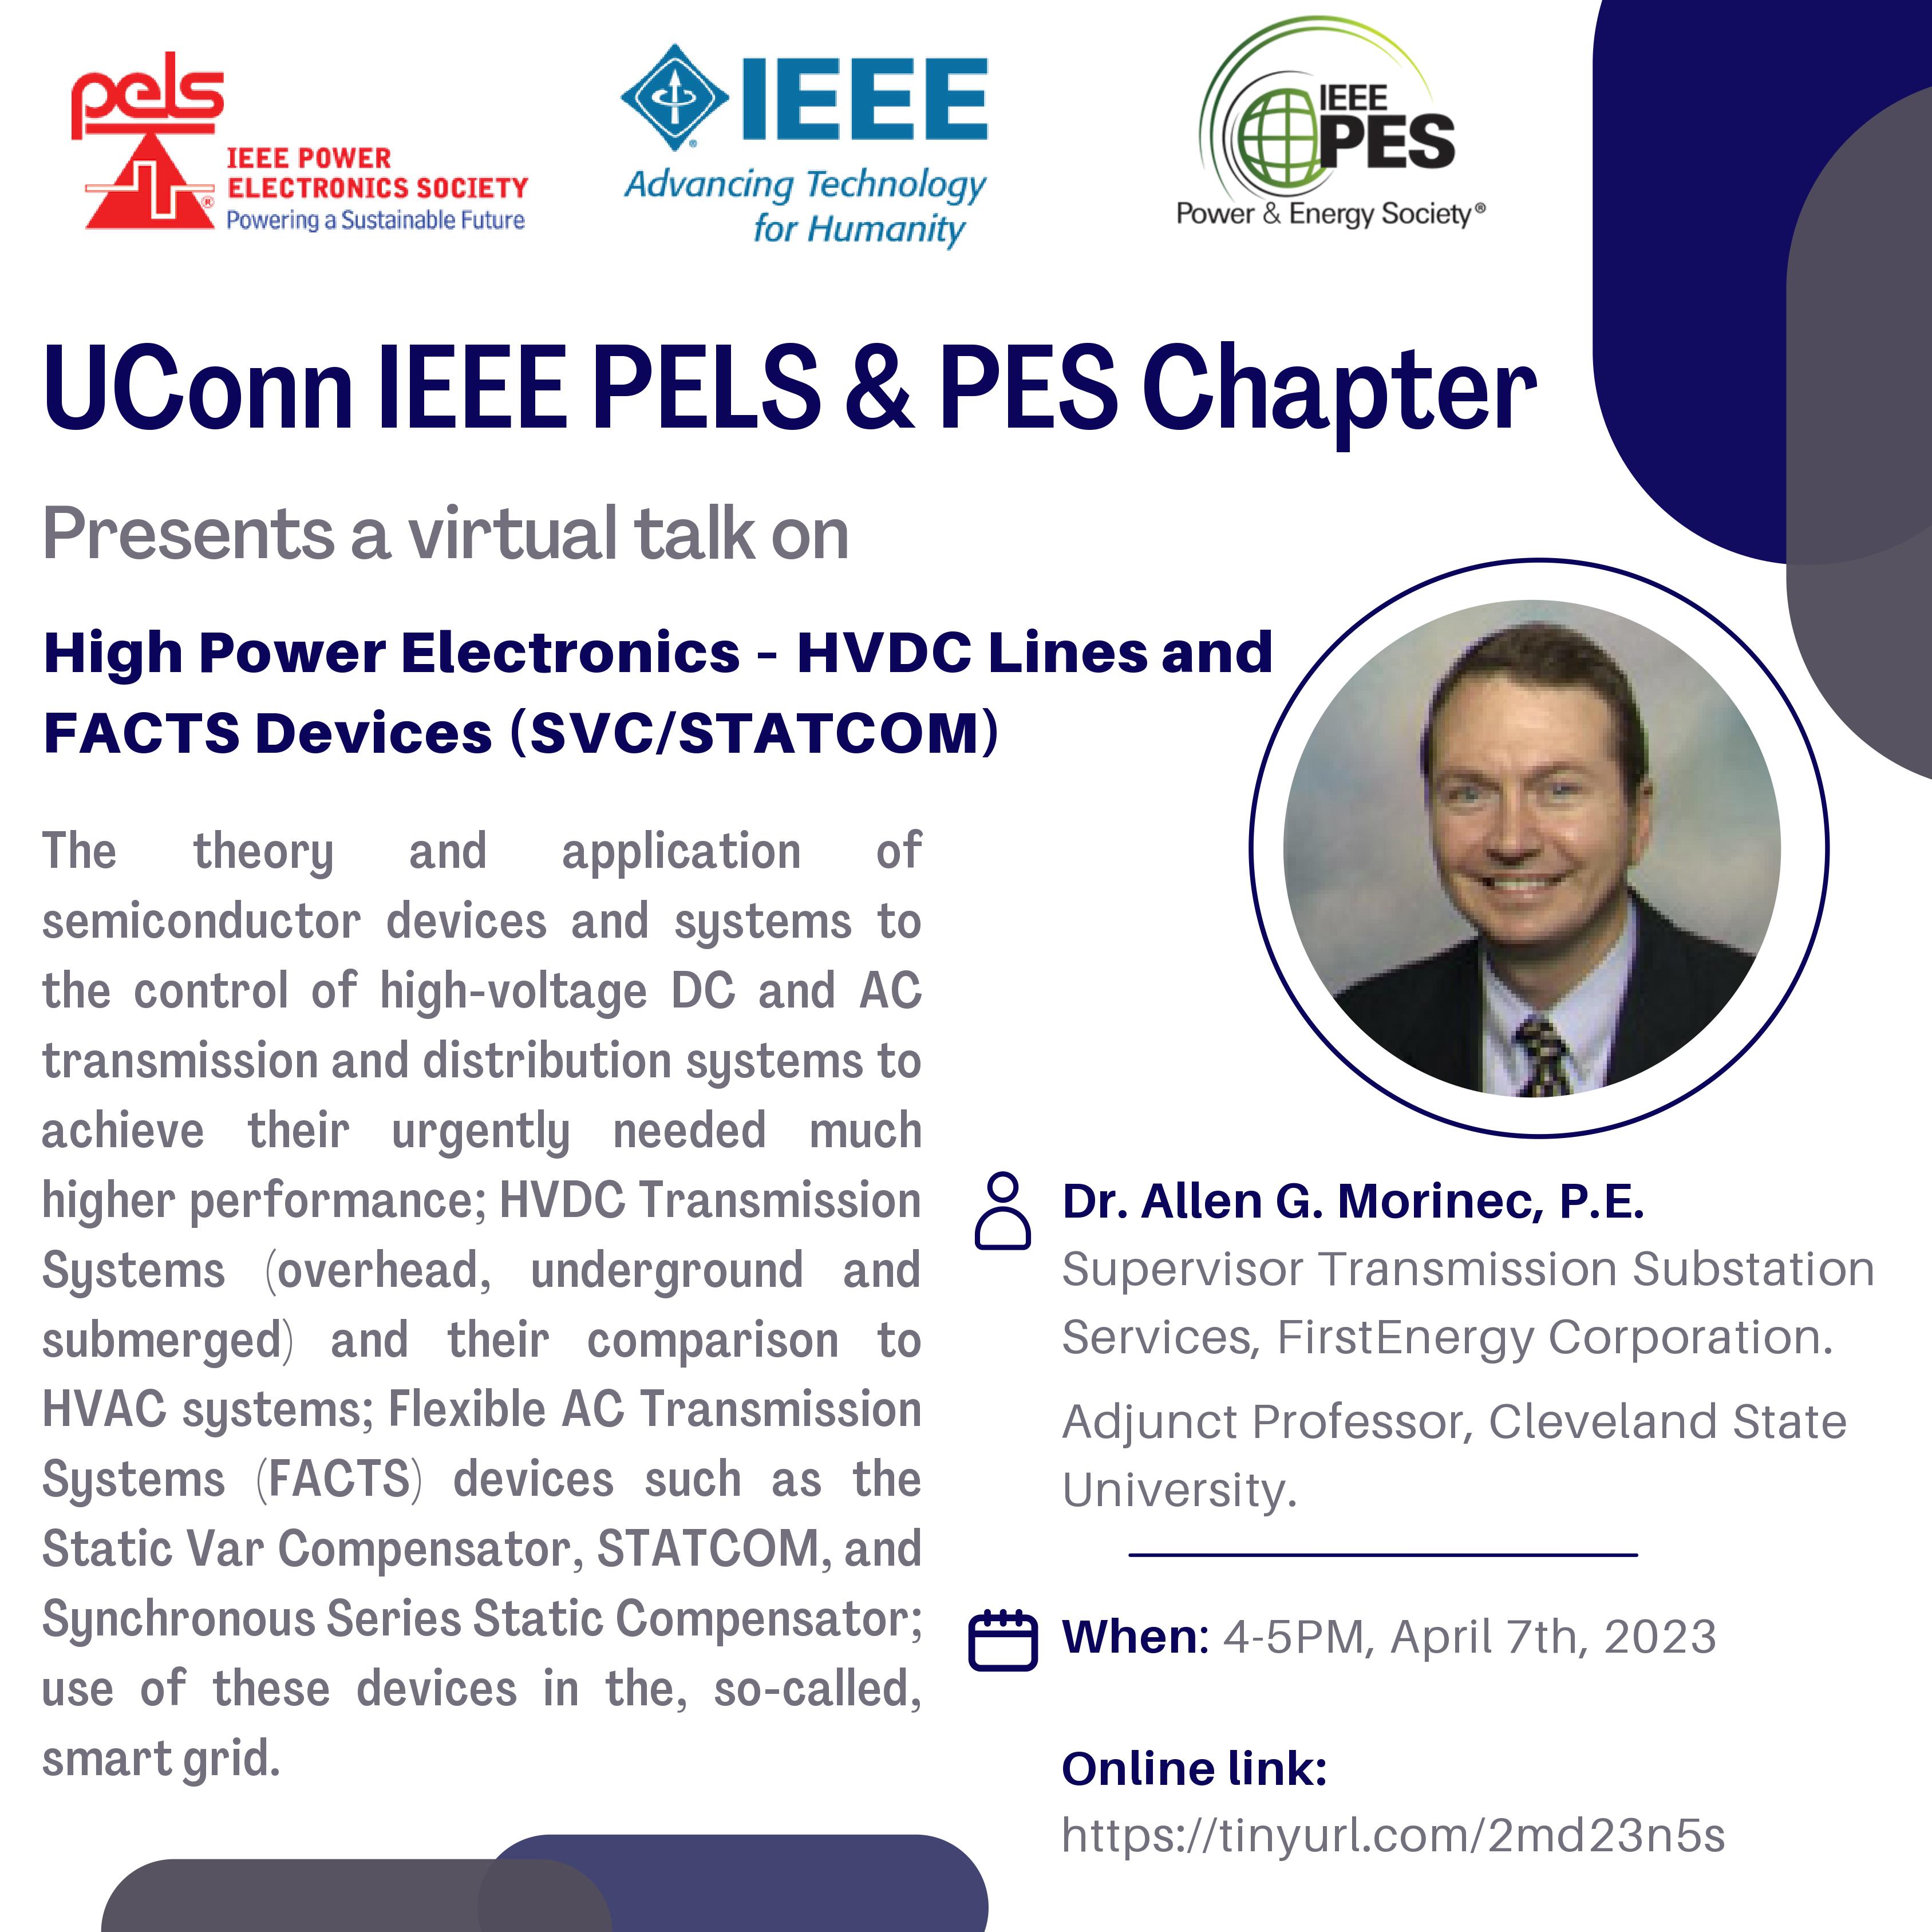 pels
IEEE POWER
ELECTRONICS SOCIETY
®
Powering a Sustainable Future
IEEE
®
Advancing Technology
for Humanity
IEEE
PES
Power & Energy Society®
UConn IEEE PELS & PES Chapter
Presents a virtual talk on
High Power Electronics - HVDC Lines and
FACTS Devices (SVC/STATCOM)
The theory and application of
semiconductor devices and systems to
the control of high-voltage DC and AC
transmission and distribution systems to
achieve their urgently needed much
higher performance; HVDC Transmission
Systems (overhead, underground and
submerged) and their comparison to
HVAC systems; Flexible AC Transmission
Systems (FACTS) devices such as the
Static Var Compensator, STATCOM, and
Synchronous Series Static Compensator;
use of these devices in the, so-called,
smart grid.
Dr. Allen G. Morinec, P.E.
Supervisor Transmission Substation
Services, FirstEnergy Corporation.
Adjunct Professor, Cleveland State
University.
When: 4-5PM, April 7th, 2023
Online link:
https://tinyurl.com/2md23n5s